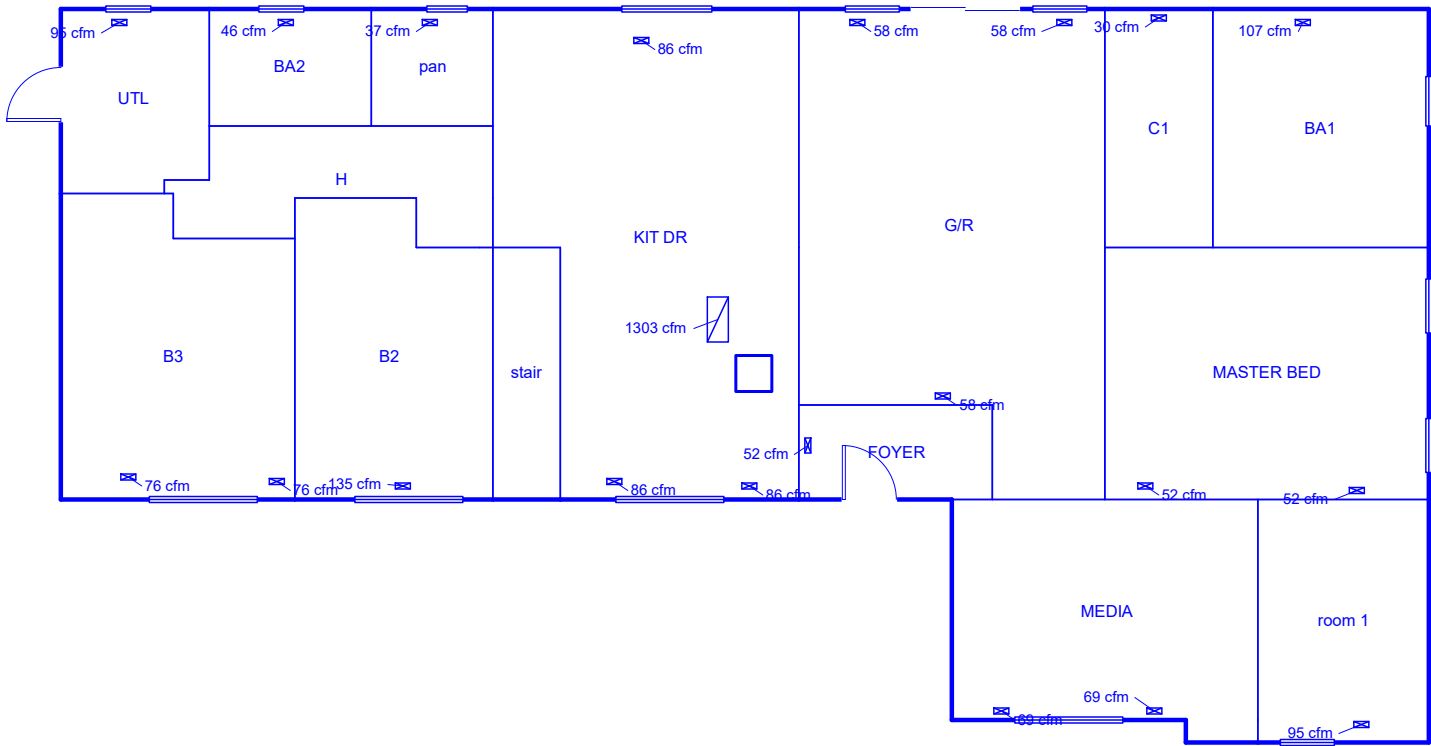 95 cfm
46 cfm
37 cfm
86 cfm
58 cfm
58 cfm
30 cfm
107 cfm
UTL
BA2
pan
C1
BA1
H
KIT DR
G/R
1303 cfm
B3
B2
stair
MASTER BED
58 cfm
52 cfm
FOYER
76 cfm
76 cfm
135 cfm
86 cfm
86 cfm
52 cfm
52 cfm
MEDIA
room 1
69 cfm
69 cfm
95 cfm